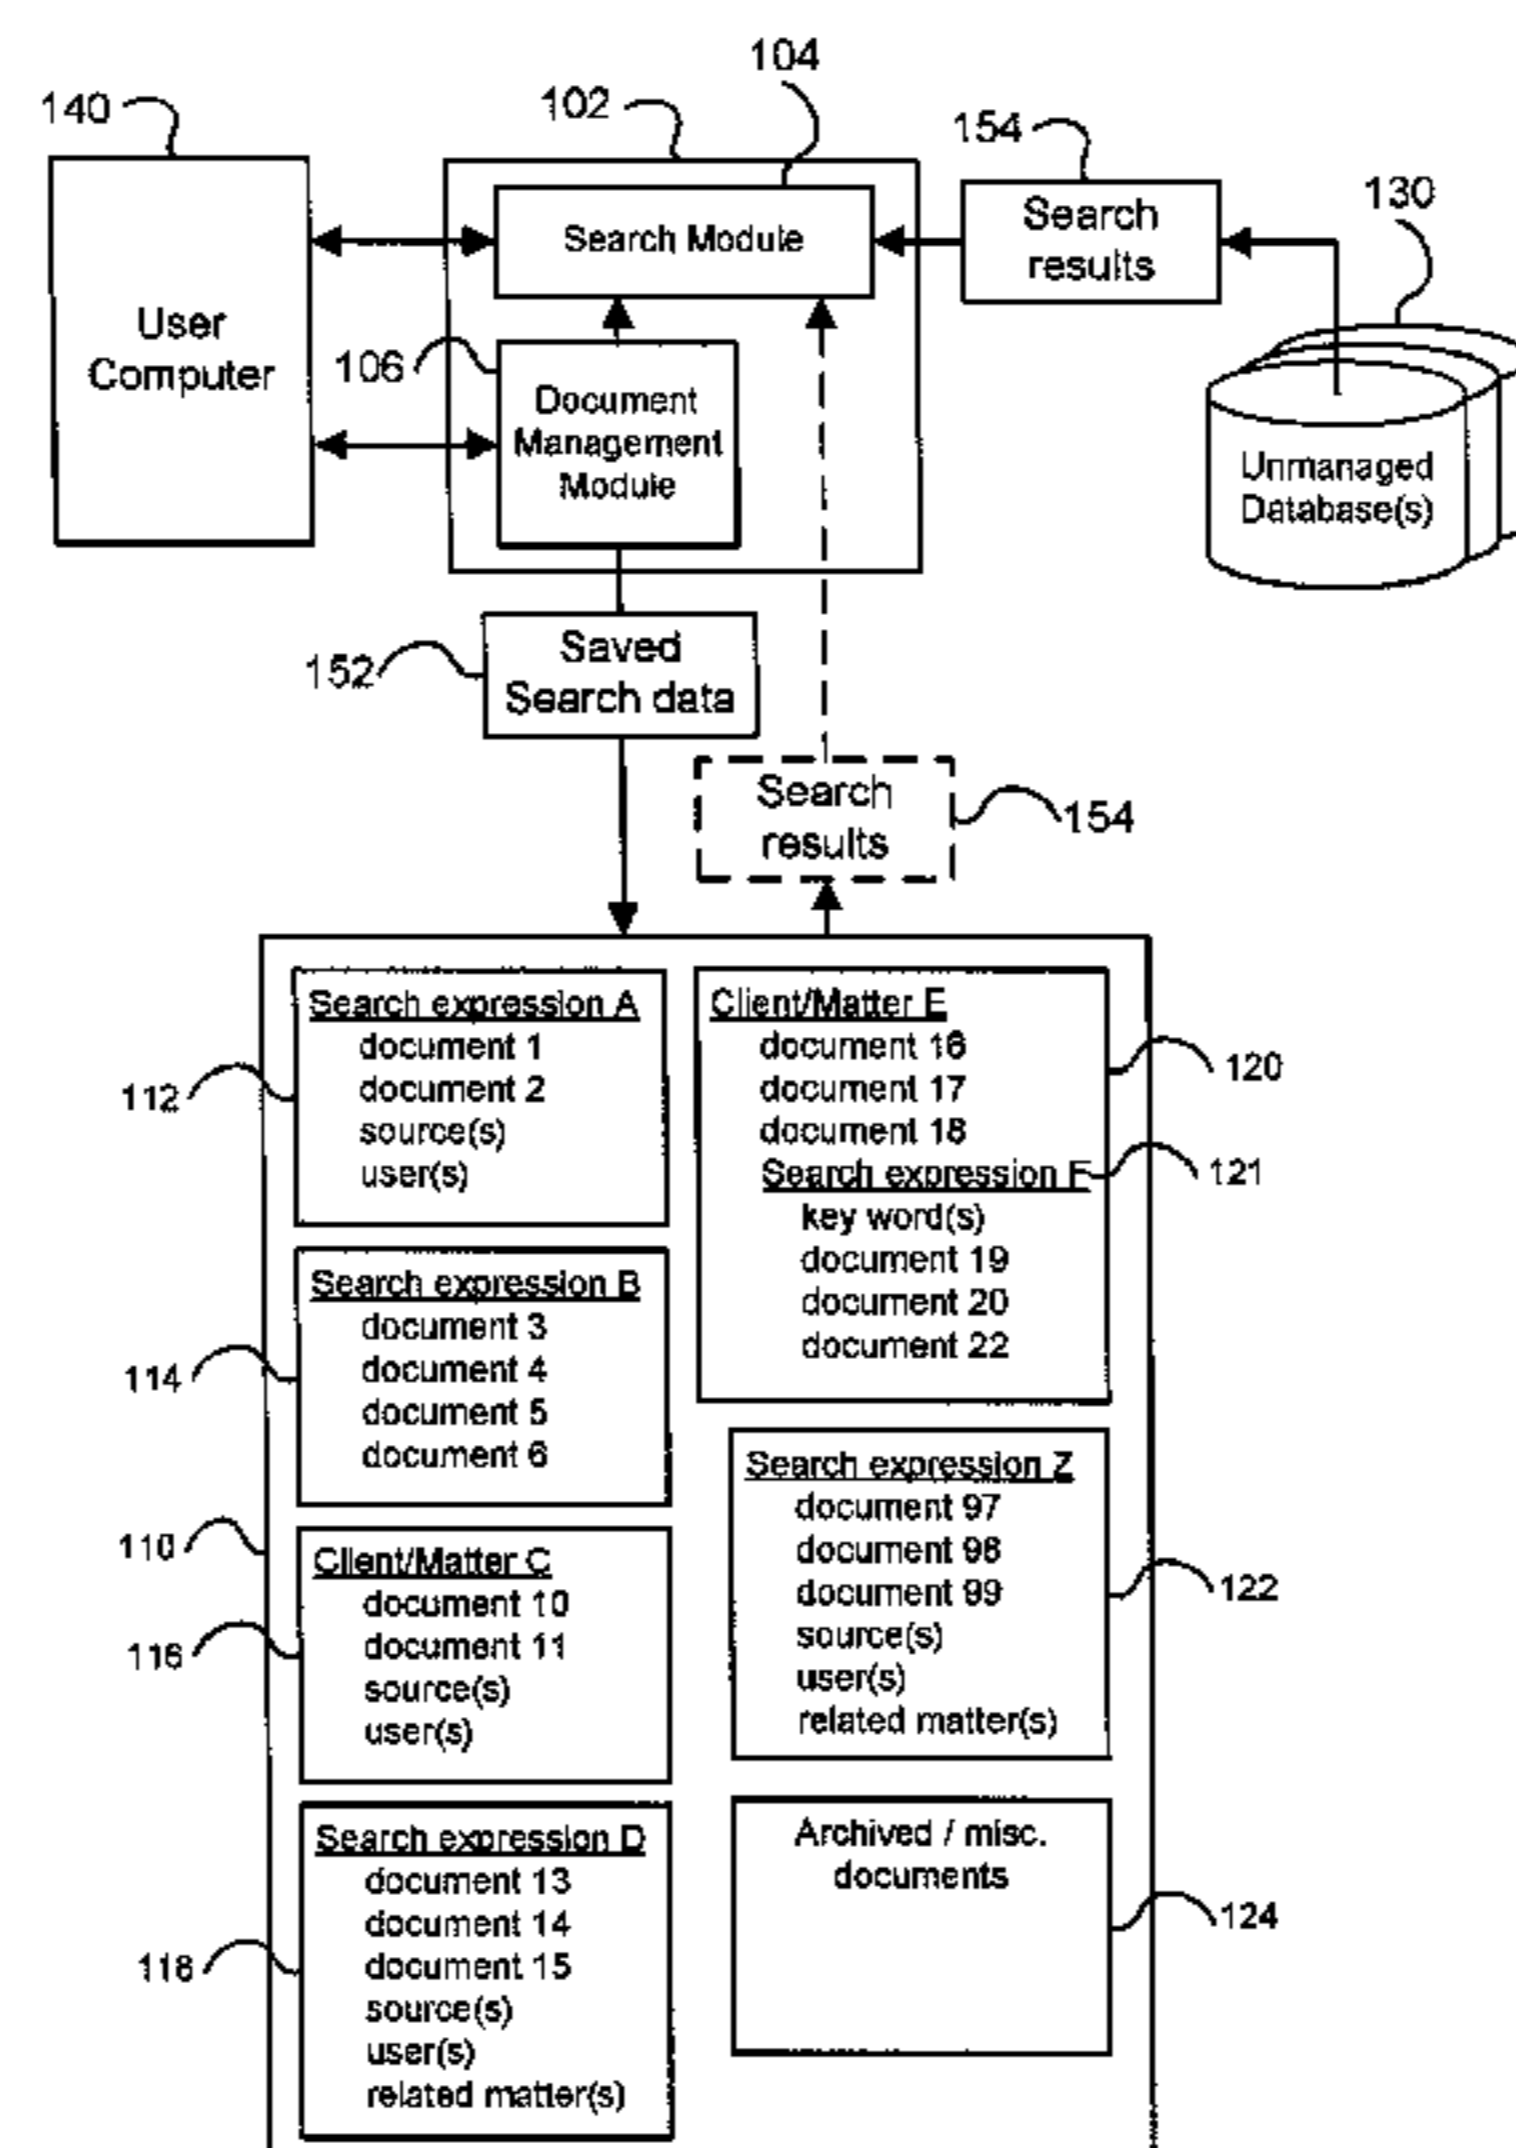 104
140
102
154
130
Search Module
Search
results
User
Computer
106
Document
Management
Module
Unmanaged
Database(s)
152
Saved
Search data
Search
results
154
Search expression A
document 1
document 2
source(s)
user(s)
112
Search expression B
document 3
document 4
document 5
document 6
114
110
Client/Matter C
document 10
document 11
source(s)
user(s)
116
Search expression D
document 13
document 14
document 15
source(s)
user(s)
related matter(s)
118
Client/Matter E
document 16
document 17
document 18
Search expression F
key word(s)
document 19
document 20
document 22
120
121
Search expression Z
document 97
document 98
document 99
source(s)
user(s)
related matter(s)
122
Archived / misc.
documents
124